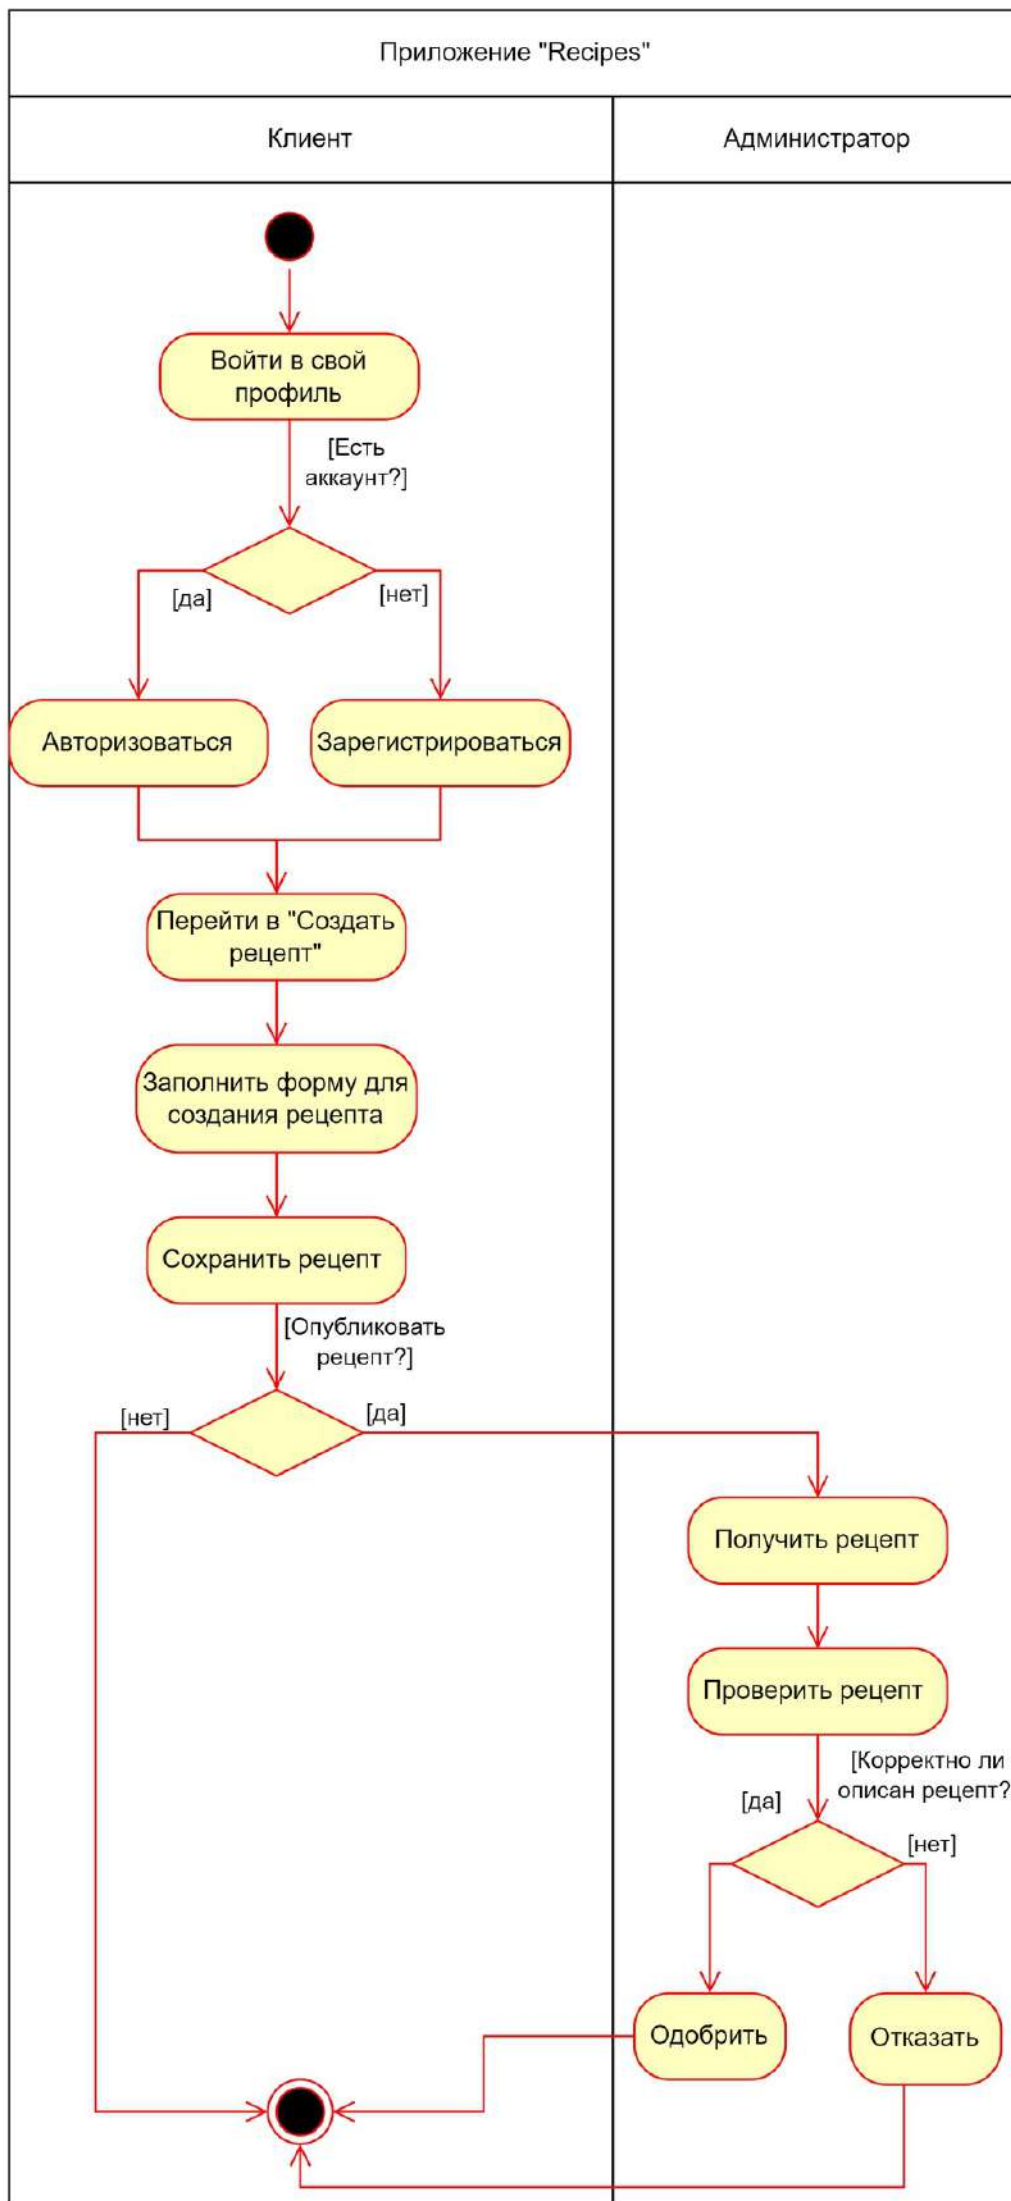 Приложение "Recipes"
Клиент
Администратор
Войти в свой
профиль
[Есть
аккаунт?]
[да]
[нет]
Авторизоваться
Зарегистрироваться
Перейти в "Создать
рецепт"
Заполнить форму для
создания рецепта
Сохранить рецепт
[Опубликовать
рецепт?]
[нет]
[да]
Получить рецепт
Проверить рецепт
[Корректно ли
описан рецепт?
[да]
[нет]
Одобрить
Отказать